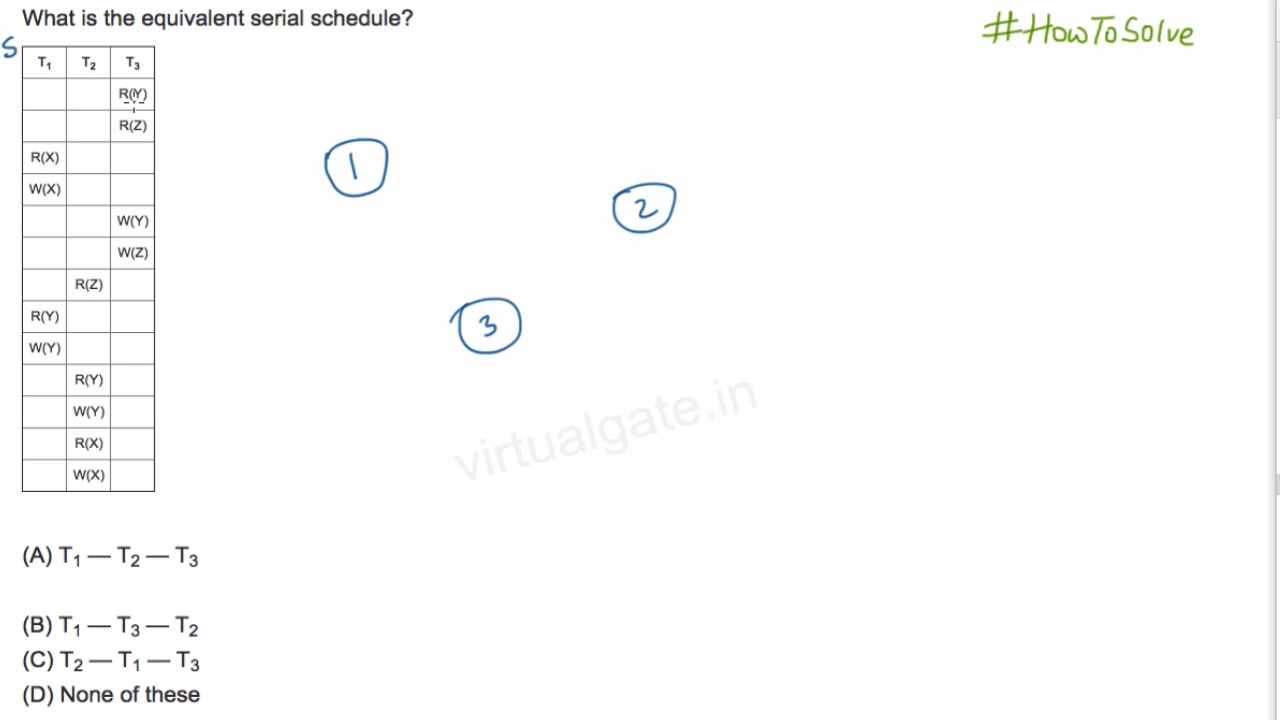 What is the equivalent serial schedule?
#HowToSolve
S
T1 T2 T3
R(Y)
R(Z)
R(X)
W(X)
W(Y)
W(Z)
R(Z)
R(Y)
W(Y)
R(Y)
W(Y)
R(X)
W(X)
1
2
3
virtualgate.in
(A) T1 — T2 — T3
(B) T1 — T3 — T2
(C) T2 — T1 — T3
(D) None of these